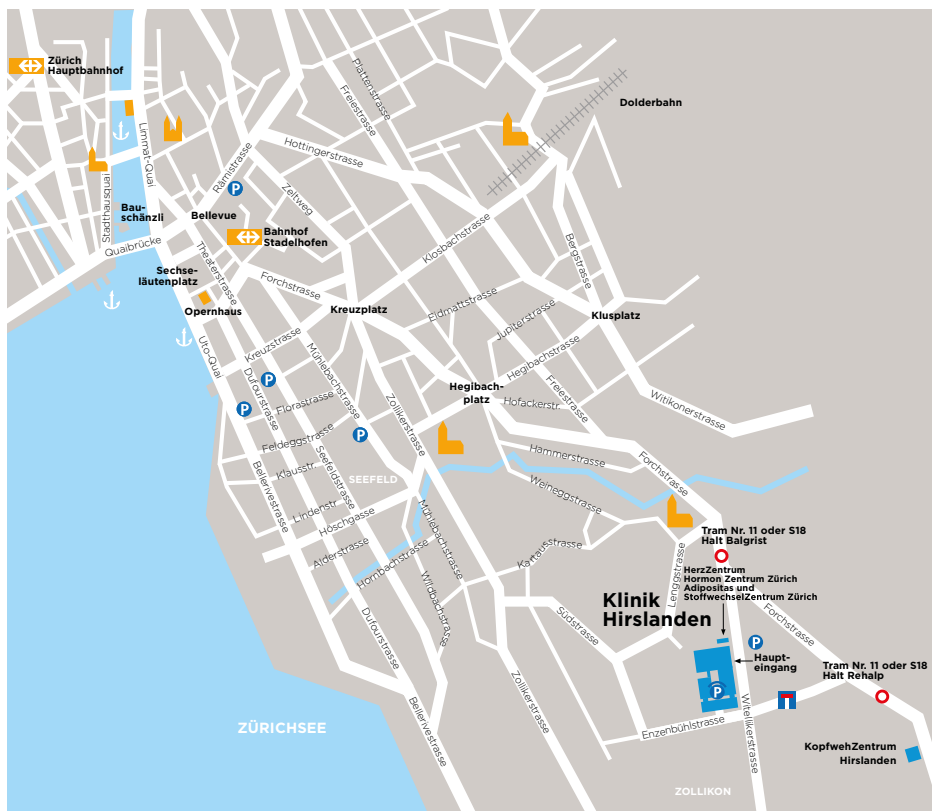 Zürich
Hauptbahnhof
Plattenstrasse
Freiestrasse
Dolderbahn
Limmat-Quai
Hottingerstrasse
Rämistrasse
P
Zeltweg
Stadthausquai
Bau-
schänzli
Bellevue
Bahnhof
Stadelhofen
Klosbachstrasse
Bergstrasse
Quaibrücke
Theaterstrasse
Sechse-
läutenplatz
Forchstrasse
Opernhaus
Kreuzplatz
Eidmattstrasse
Jupiterstrasse
Klusplatz
Uto-Quai
Kreuzstrasse
Mühlebachstrasse
Hegibachstrasse
Dufourstrasse
P
Zollikerstrasse
Hegibach-
platz
Freiestrasse
Witikonerstrasse
P
Florastrasse
Hofackerstr.
Feldeggstrasse
P
Hammerstrasse
Forchstrasse
Klausstr.
Seefeldstrasse
SEEFELD
Weineggstrasse
Bellerivestrasse
Lindenstr.
Höschgasse
Mühlebachstrasse
Tram Nr. 11 oder S18
Halt Balgrist
Alderstrasse
Hornbachstrasse
Kartausstrasse
Lenggstrasse
HerzZentrum
Hormon Zentrum Zürich
Adipositas und
StoffwechselZentrum Zürich
Wildbachstrasse
Klinik
Hirslanden
Südstrasse
Forchstrasse
Dufourstrasse
P
Haupt-
eingang
Tram Nr. 11 oder S18
Halt Rehalp
Zollikerstrasse
P
Bellerivestrasse
Enzenbühlstrasse
Witellikerstrasse
ZÜRICHSEE
KopfwehZentrum
Hirslanden
ZOLLIKON